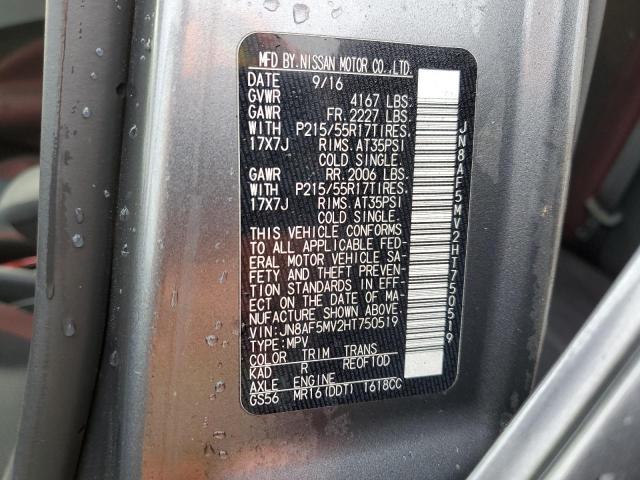 MFD BY.NISSAN MOTOR CO.,LTD.
DATE 9/16
GVWR 4167 LBS.
GAWR FR.2227 LBS.
WITH P215/55R17TIRES.
17X7J RIMS.AT35PSI
COLD SINGLE.
GAWR RR.2006 LBS.
WITH P215/55R17TIRES.
17X7J RIMS.AT35PSI
COLD SINGLE.
THIS VEHICLE CONFORMS
TO ALL APPLICABLE FED-
ERAL MOTOR VEHICLE SA-
FETY AND THEFT PREVEN-
TION STANDARDS IN EFF-
ECT ON THE DATE OF MA-
NUFACTURE SHOWN ABOVE.
VIN:JN8AF5MV2HT750519
TYPE:MPV
COLOR TRIM TRANS
KAD R RE0F10D
AXLE ENGINE
GS56 MR16(DDT) 1618CC
JN8AF5MV2HT750519